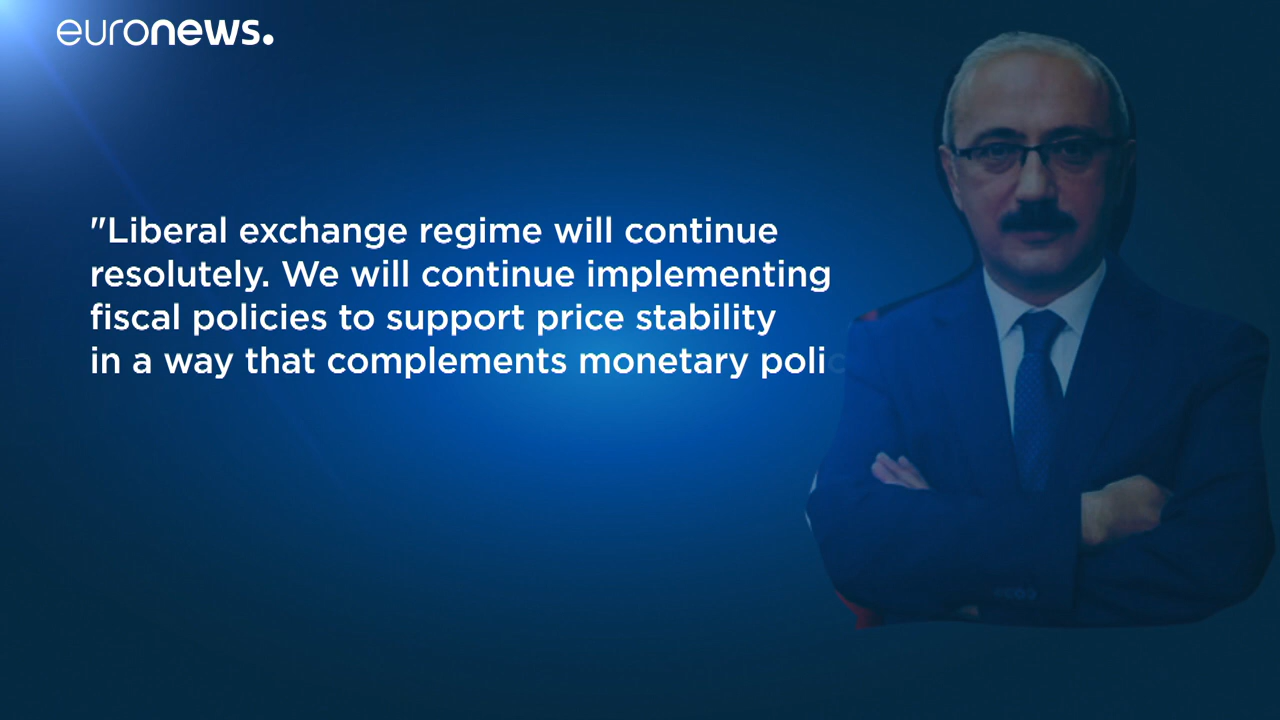 euronews.
"Liberal exchange regime will continue
resolutely. We will continue implementing
fiscal policies to support price stability
in a way that complements monetary polic